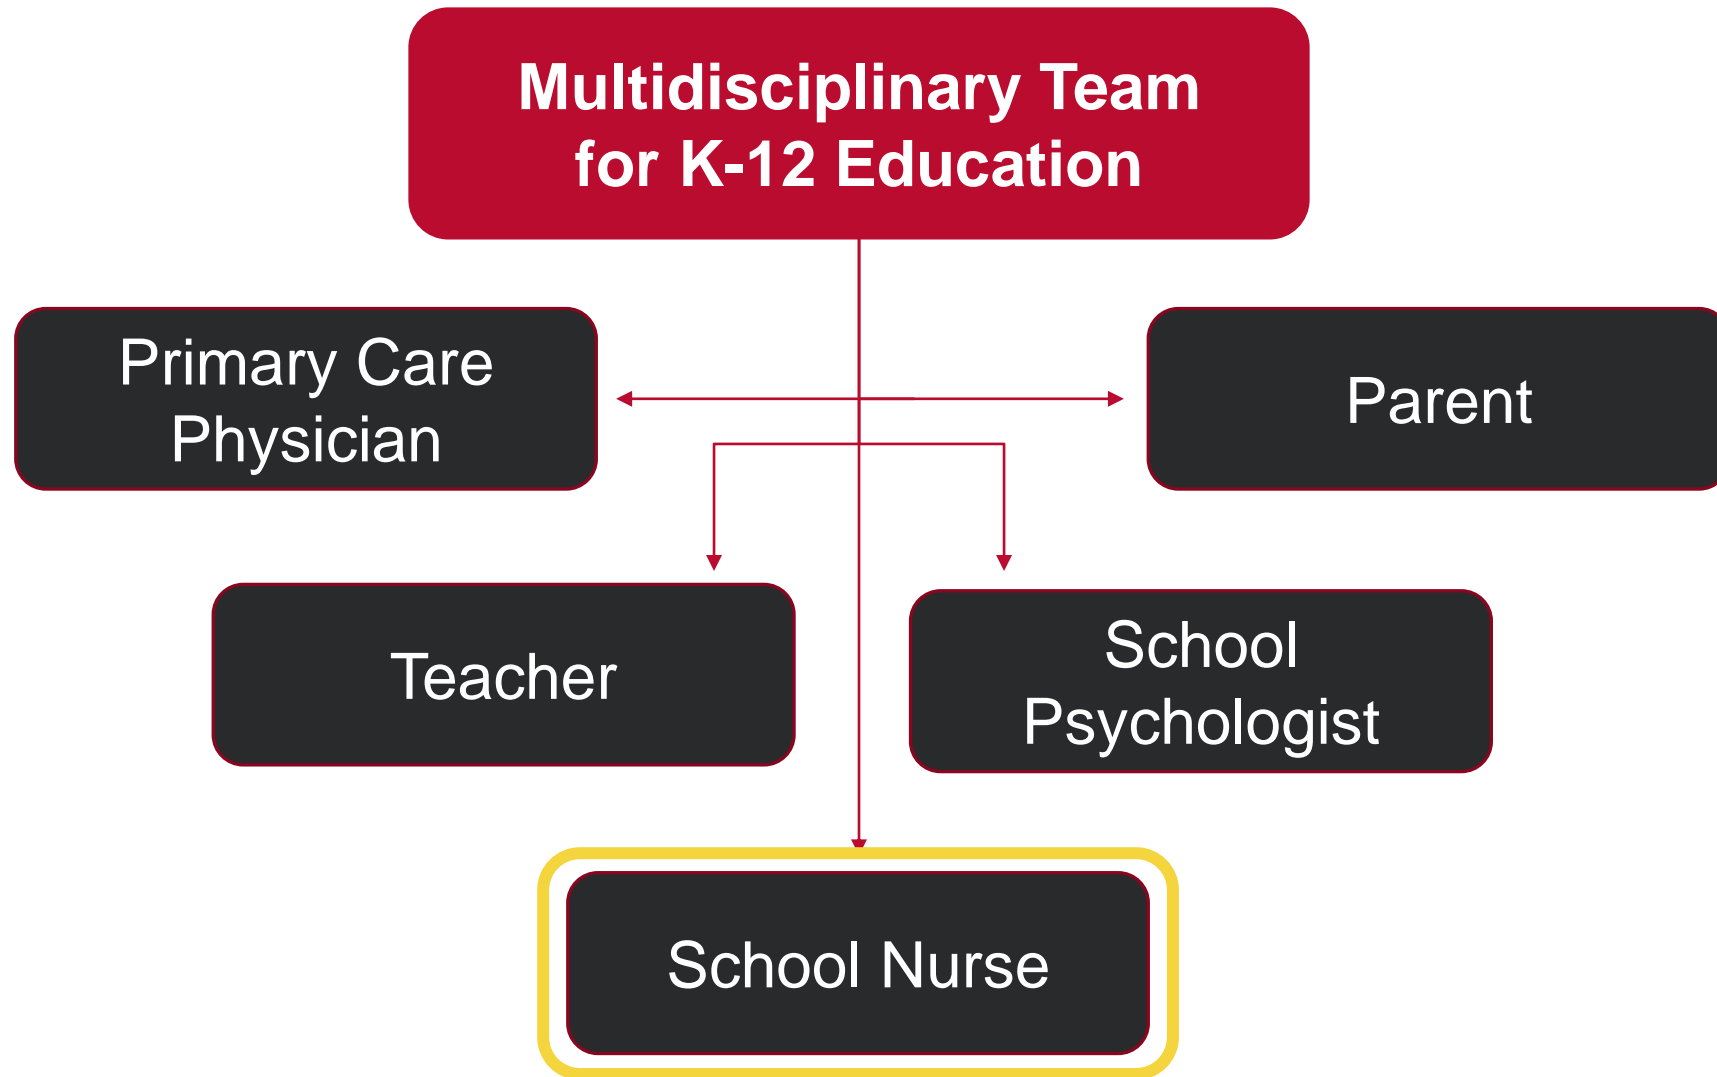 Multidisciplinary Team
for K-12 Education
Primary Care
Physician
Parent
Teacher
School
Psychologist
School Nurse